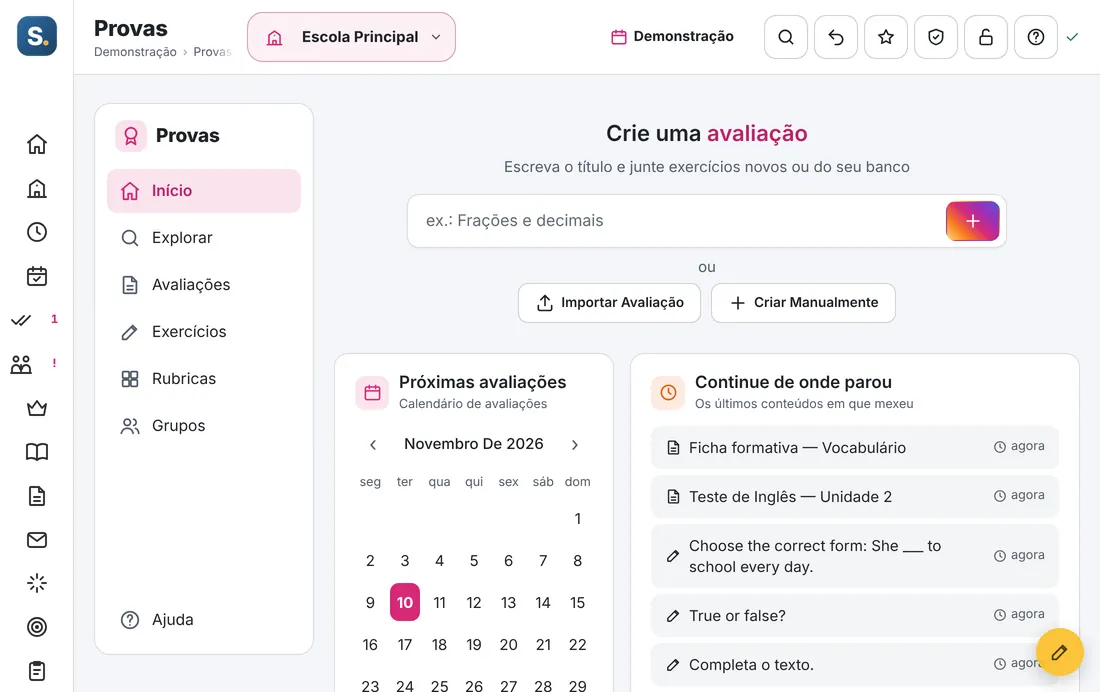 S.
Provas
Demonstração › Provas
Escola Principal
Demonstração
1
!
Provas
Início
Explorar
Avaliações
Exercícios
Rubricas
Grupos
Ajuda
Crie uma avaliação
Escreva o título e junte exercícios novos ou do seu banco
ex.: Frações e decimais
ou
Importar Avaliação
Criar Manualmente
Próximas avaliações
Calendário de avaliações
Novembro De 2026
seg ter qua qui sex sáb dom
1
2 3 4 5 6 7 8
9 10 11 12 13 14 15
16 17 18 19 20 21 22
23 24 25 26 27 28 29
Continue de onde parou
Os últimos conteúdos em que mexeu
Ficha formativa — Vocabulário agora
Teste de Inglês — Unidade 2 agora
Choose the correct form: She ___ to
school every day.
agora
True or false? agora
Completa o texto. agora